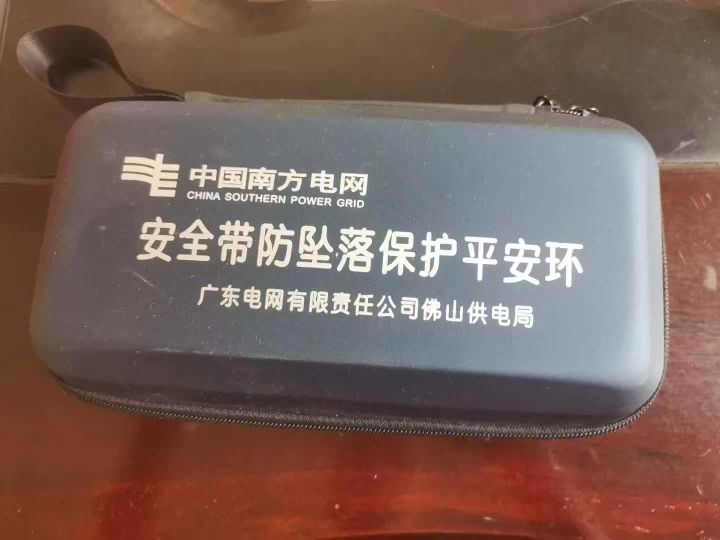 中国南方电网
CHINA SOUTHERN POWER GRID
安全带防坠落保护平安环
广东电网有限责任公司佛山供电局